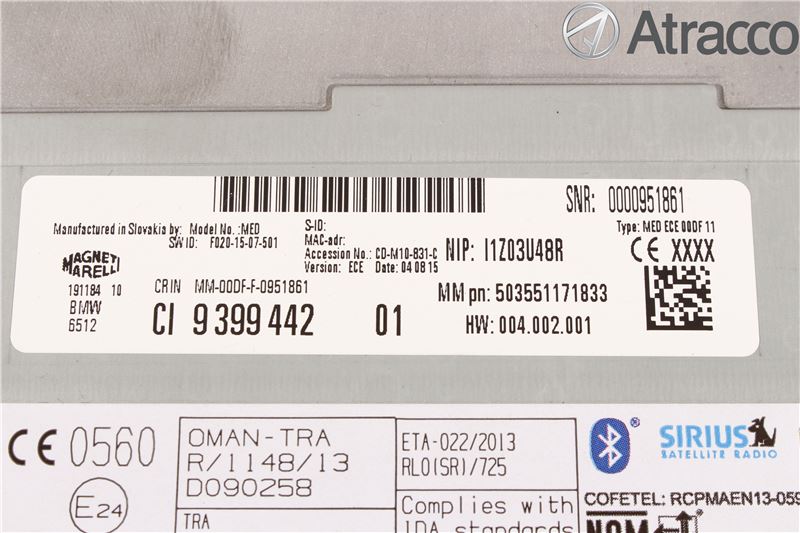 Atracco
SNR: 0000951861
Manufactured in Slovakia by: Model No.: MED
SW ID: F020-15-07-501
S-ID:
MAC-adr:
Accession No.: CD-M10-831-C
Version: ECE Date: 04 08 15
NIP: I1Z03U48R
Type: MED ECE 00DF 11
CE XXXX
MAGNETI
MARELLI
191184 10
BMW
6512
CRIN MM-00DF-F-0951861
CI 9 399 442 01
MM pn: 503551171833
HW: 004.002.001
CE 0560
E24
OMAN-TRA
R/1148/13
D090258
TRA
ETA-022/2013
RLO(SR)/725
Complies with
IDA standards
SIRIUS
SATELLITE RADIO
COFETEL: RCPMAEN13-059
NOM